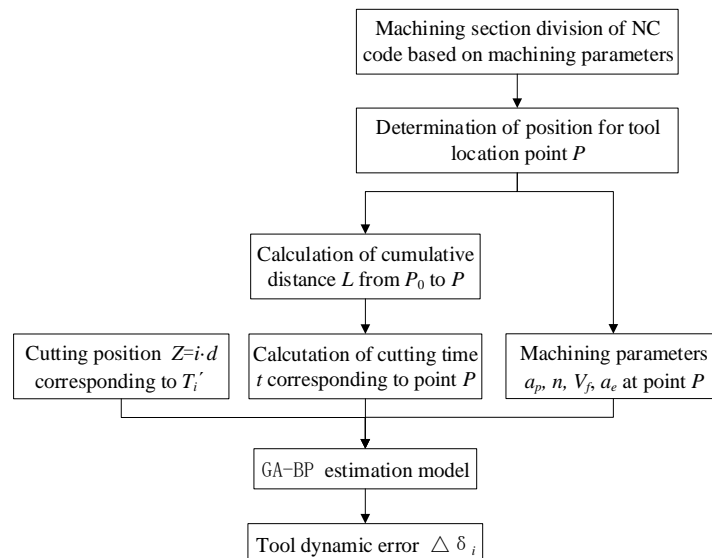 Machining section division of NC
code based on machining parameters
Determination of position for tool
location point P
Calculation of cumulative
distance L from P₀ to P
Cutting position Z=i·d
corresponding to Tᵢ′
Calcutation of cutting time
t corresponding to point P
Machining parameters
aₚ, n, V_f, aₑ at point P
GA-BP estimation model
Tool dynamic error △ δᵢ